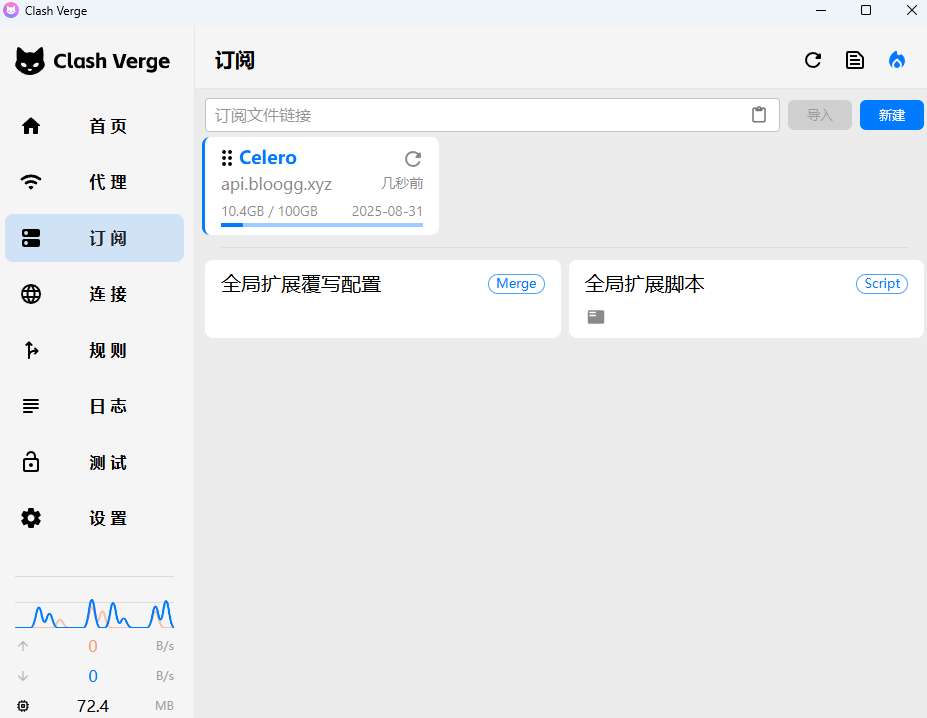 Clash Verge
Clash Verge
订阅
订阅文件链接
导入
新建
首页
代理
订阅
连接
规则
日志
测试
设置
Celero
api.bloogg.xyz
几秒前
10.4GB / 100GB
2025-08-31
全局扩展覆写配置
Merge
全局扩展脚本
Script
0 B/s
0 B/s
72.4 MB